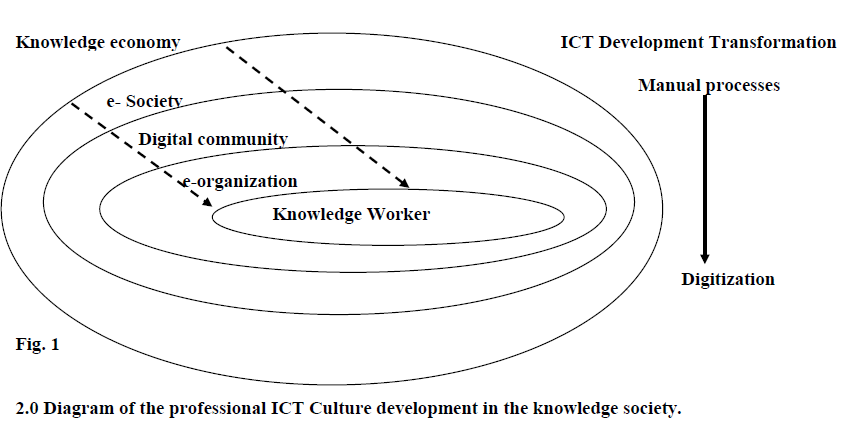 Knowledge economy
ICT Development Transformation
Manual processes
e- Society
Digital community
e-organization
Knowledge Worker
Digitization
Fig. 1
2.0 Diagram of the professional ICT Culture development in the knowledge society.